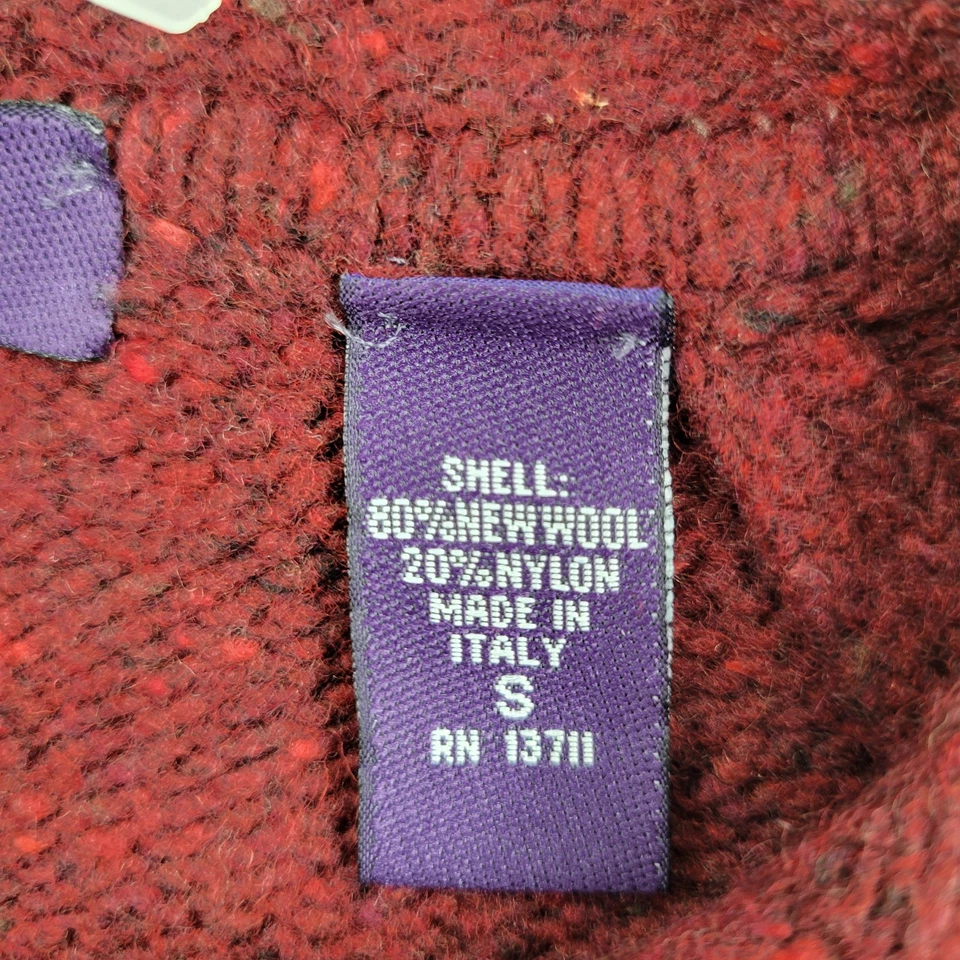 SHELL:
80%NEWWOOL
20%NYLON
MADE IN
ITALY
S
RN 13711